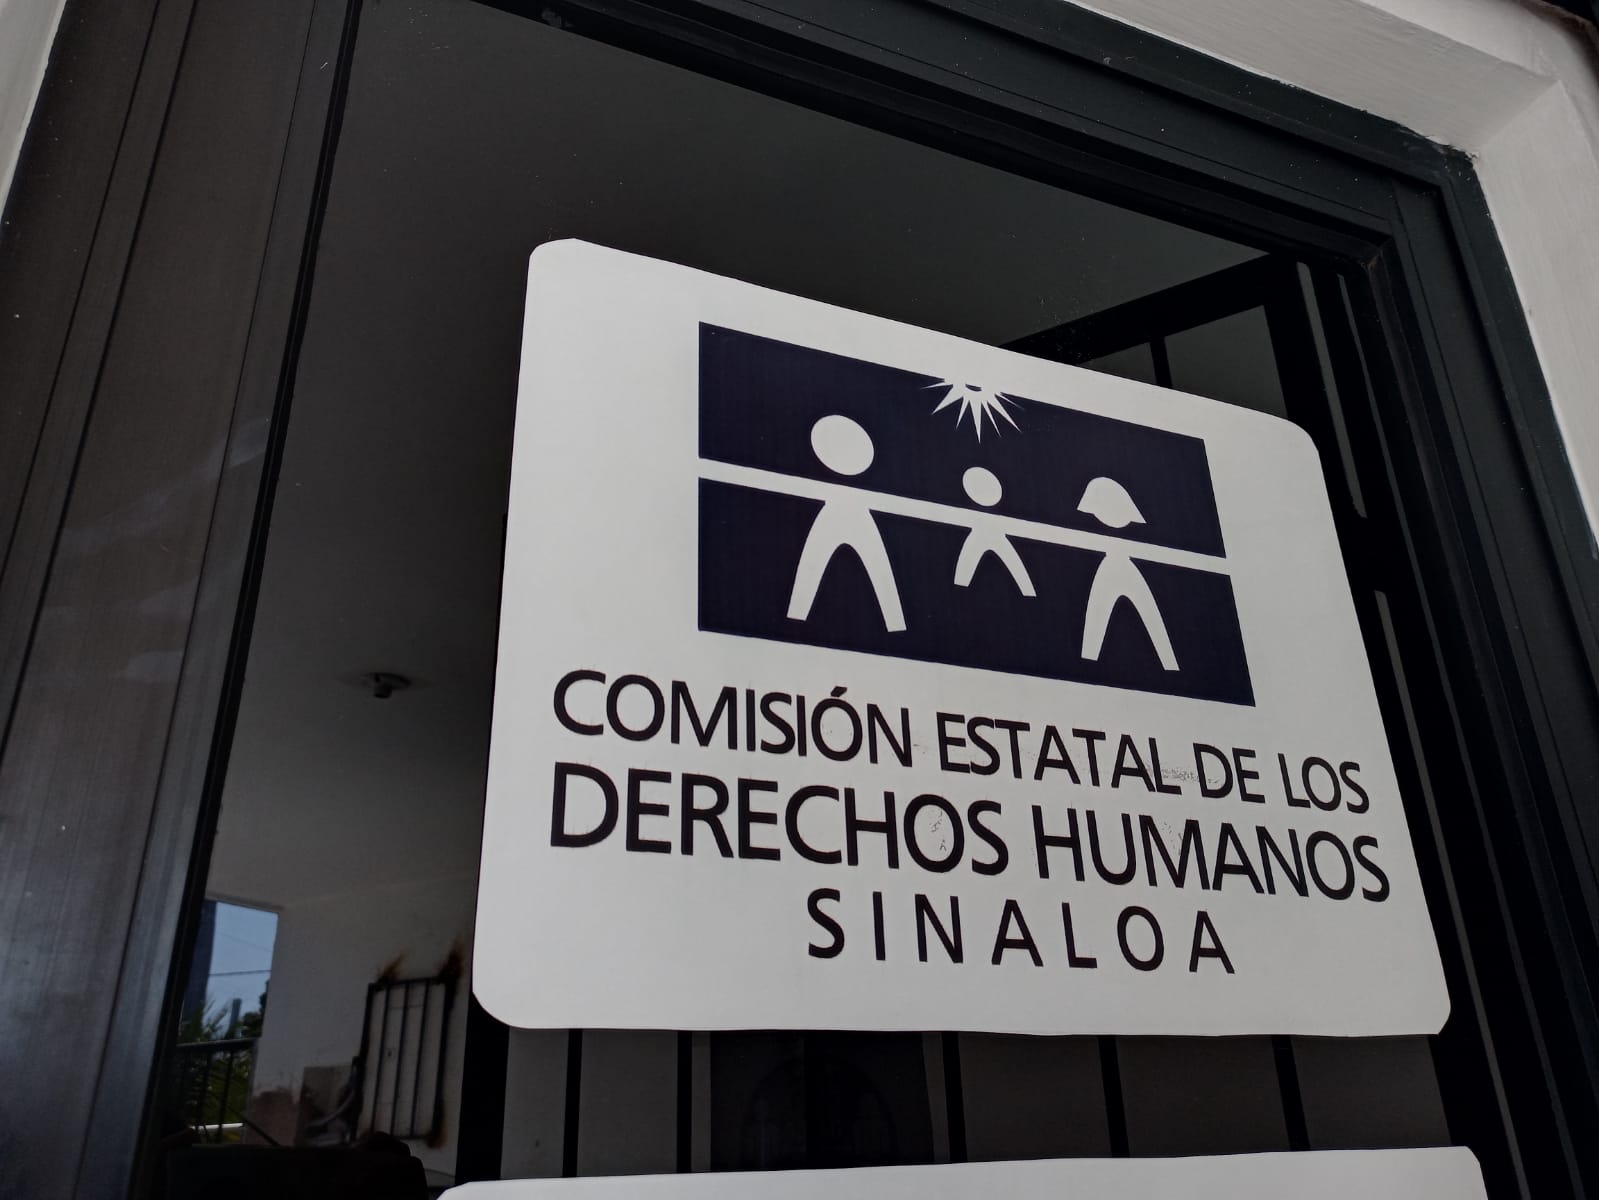 COMISIÓN ESTATAL DE LOS
DERECHOS HUMANOS
SINALOA